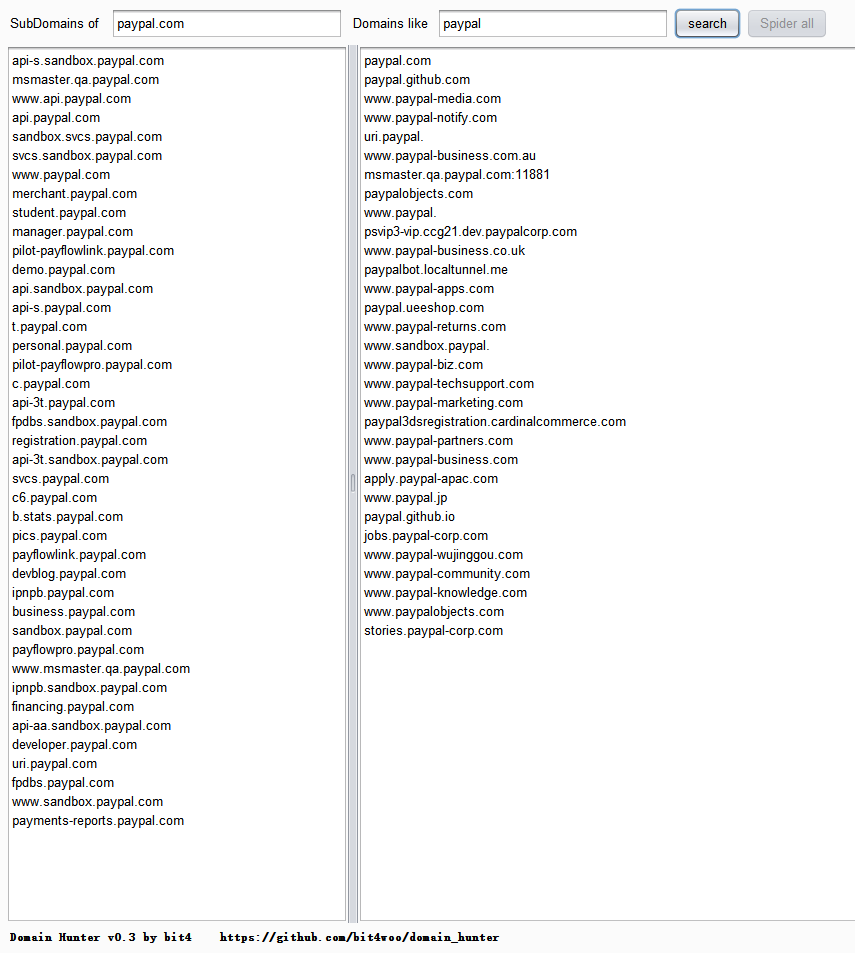 SubDomains of paypal.com Domains like paypal search Spider all
api-s.sandbox.paypal.com
msmaster.qa.paypal.com
www.api.paypal.com
api.paypal.com
sandbox.svcs.paypal.com
svcs.sandbox.paypal.com
www.paypal.com
merchant.paypal.com
student.paypal.com
manager.paypal.com
pilot-payflowlink.paypal.com
demo.paypal.com
api.sandbox.paypal.com
api-s.paypal.com
t.paypal.com
personal.paypal.com
pilot-payflowpro.paypal.com
c.paypal.com
api-3t.paypal.com
fpdbs.sandbox.paypal.com
registration.paypal.com
api-3t.sandbox.paypal.com
svcs.paypal.com
c6.paypal.com
b.stats.paypal.com
pics.paypal.com
payflowlink.paypal.com
devblog.paypal.com
ipnpb.paypal.com
business.paypal.com
sandbox.paypal.com
payflowpro.paypal.com
www.msmaster.qa.paypal.com
ipnpb.sandbox.paypal.com
financing.paypal.com
api-aa.sandbox.paypal.com
developer.paypal.com
uri.paypal.com
fpdbs.paypal.com
www.sandbox.paypal.com
payments-reports.paypal.com
paypal.com
paypal.github.com
www.paypal-media.com
www.paypal-notify.com
uri.paypal.
www.paypal-business.com.au
msmaster.qa.paypal.com:11881
paypalobjects.com
www.paypal.
psvip3-vip.ccg21.dev.paypalcorp.com
www.paypal-business.co.uk
paypalbot.localtunnel.me
www.paypal-apps.com
paypal.ueeshop.com
www.paypal-returns.com
www.sandbox.paypal.
www.paypal-biz.com
www.paypal-techsupport.com
www.paypal-marketing.com
paypal3dsregistration.cardinalcommerce.com
www.paypal-partners.com
www.paypal-business.com
apply.paypal-apac.com
www.paypal.jp
paypal.github.io
jobs.paypal-corp.com
www.paypal-wujinggou.com
www.paypal-community.com
www.paypal-knowledge.com
www.paypalobjects.com
stories.paypal-corp.com
Domain Hunter v0.3 by bit4 https://github.com/bit4woo/domain_hunter